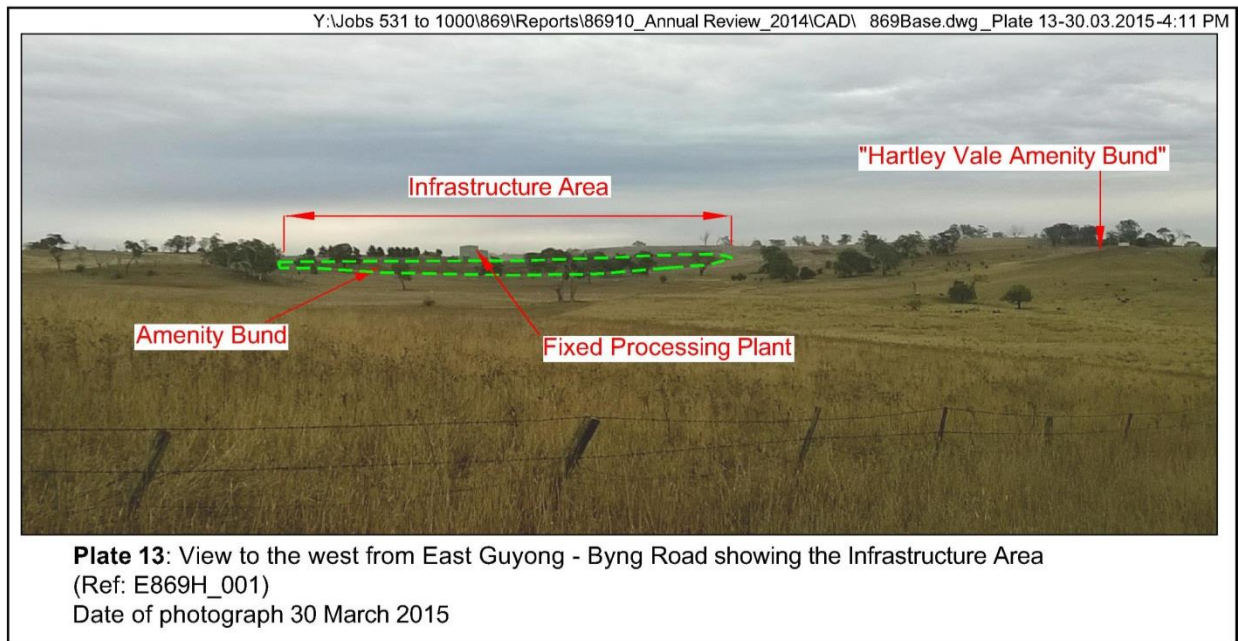 Y:\Jobs 531 to 1000\869\Reports\86910_Annual Review_2014\CAD\ 869Base.dwg_Plate 13-30.03.2015-4:11 PM
"Hartley Vale Amenity Bund"
Infrastructure Area
Amenity Bund
Fixed Processing Plant
Plate 13: View to the west from East Guyong - Byng Road showing the Infrastructure Area
(Ref: E869H_001)
Date of photograph 30 March 2015